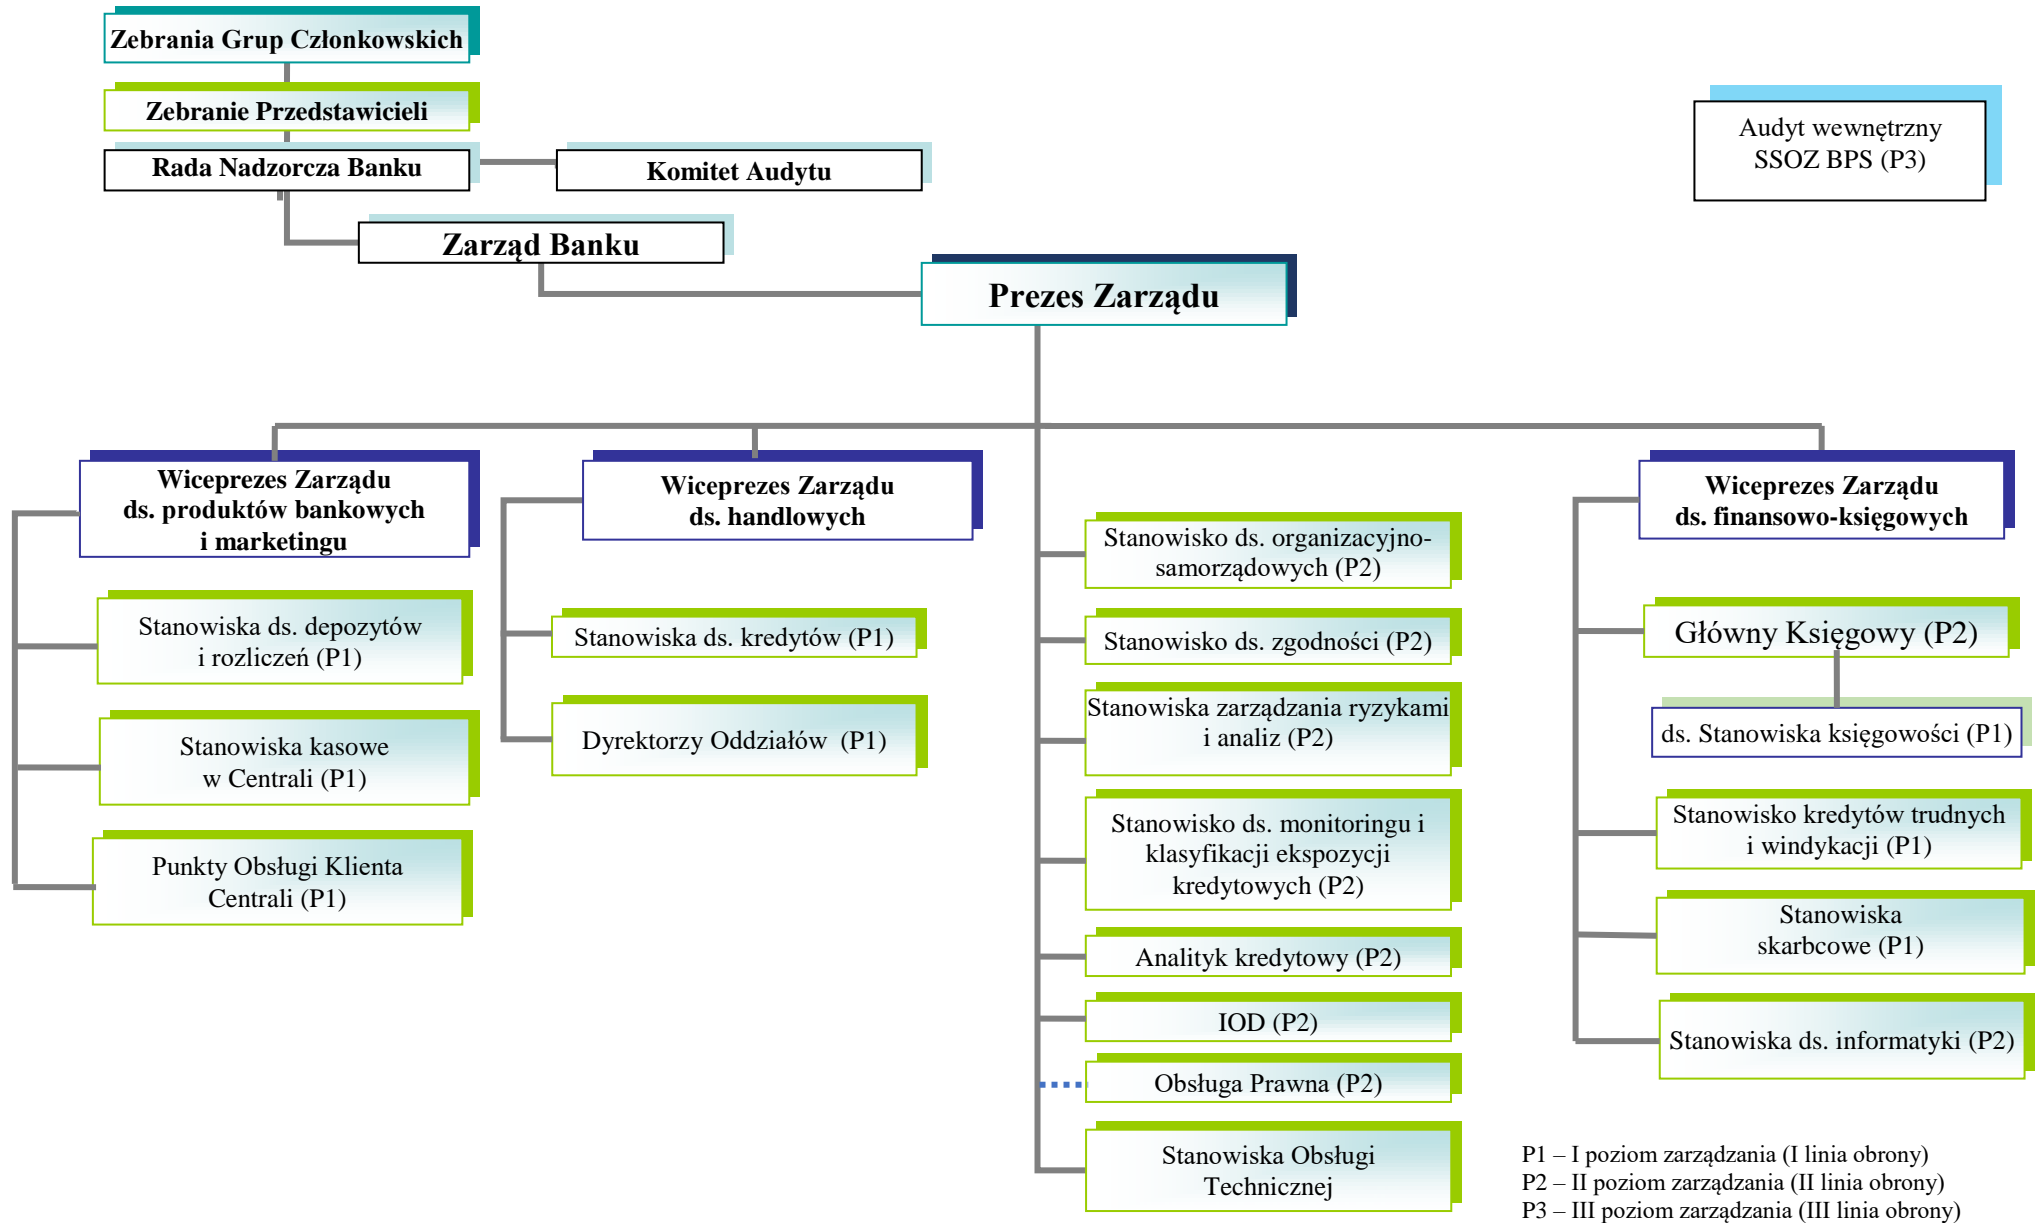 Zebrania Grup Członkowskich
Zebranie Przedstawicieli
Rada Nadzorcza Banku
Komitet Audytu
Audyt wewnętrzny
SSOZ BPS (P3)
Zarząd Banku
Prezes Zarządu
Wiceprezes Zarządu
ds. produktów bankowych
i marketingu
Stanowiska ds. depozytów
i rozliczeń (P1)
Stanowiska kasowe
w Centrali (P1)
Punkty Obsługi Klienta
Centrali (P1)
Wiceprezes Zarządu
ds. handlowych
Stanowiska ds. kredytów (P1)
Dyrektorzy Oddziałów (P1)
Stanowisko ds. organizacyjno-
samorządowych (P2)
Stanowisko ds. zgodności (P2)
Stanowiska zarządzania ryzykami
i analiz (P2)
Stanowisko ds. monitoringu i
klasyfikacji ekspozycji
kredytowych (P2)
Analityk kredytowy (P2)
IOD (P2)
Obsługa Prawna (P2)
Stanowiska Obsługi
Technicznej
Wiceprezes Zarządu
ds. finansowo-księgowych
Główny Księgowy (P2)
ds. Stanowiska księgowości (P1)
Stanowisko kredytów trudnych
i windykacji (P1)
Stanowiska
skarbcowe (P1)
Stanowiska ds. informatyki (P2)
P1 – I poziom zarządzania (I linia obrony)
P2 – II poziom zarządzania (II linia obrony)
P3 – III poziom zarządzania (III linia obrony)